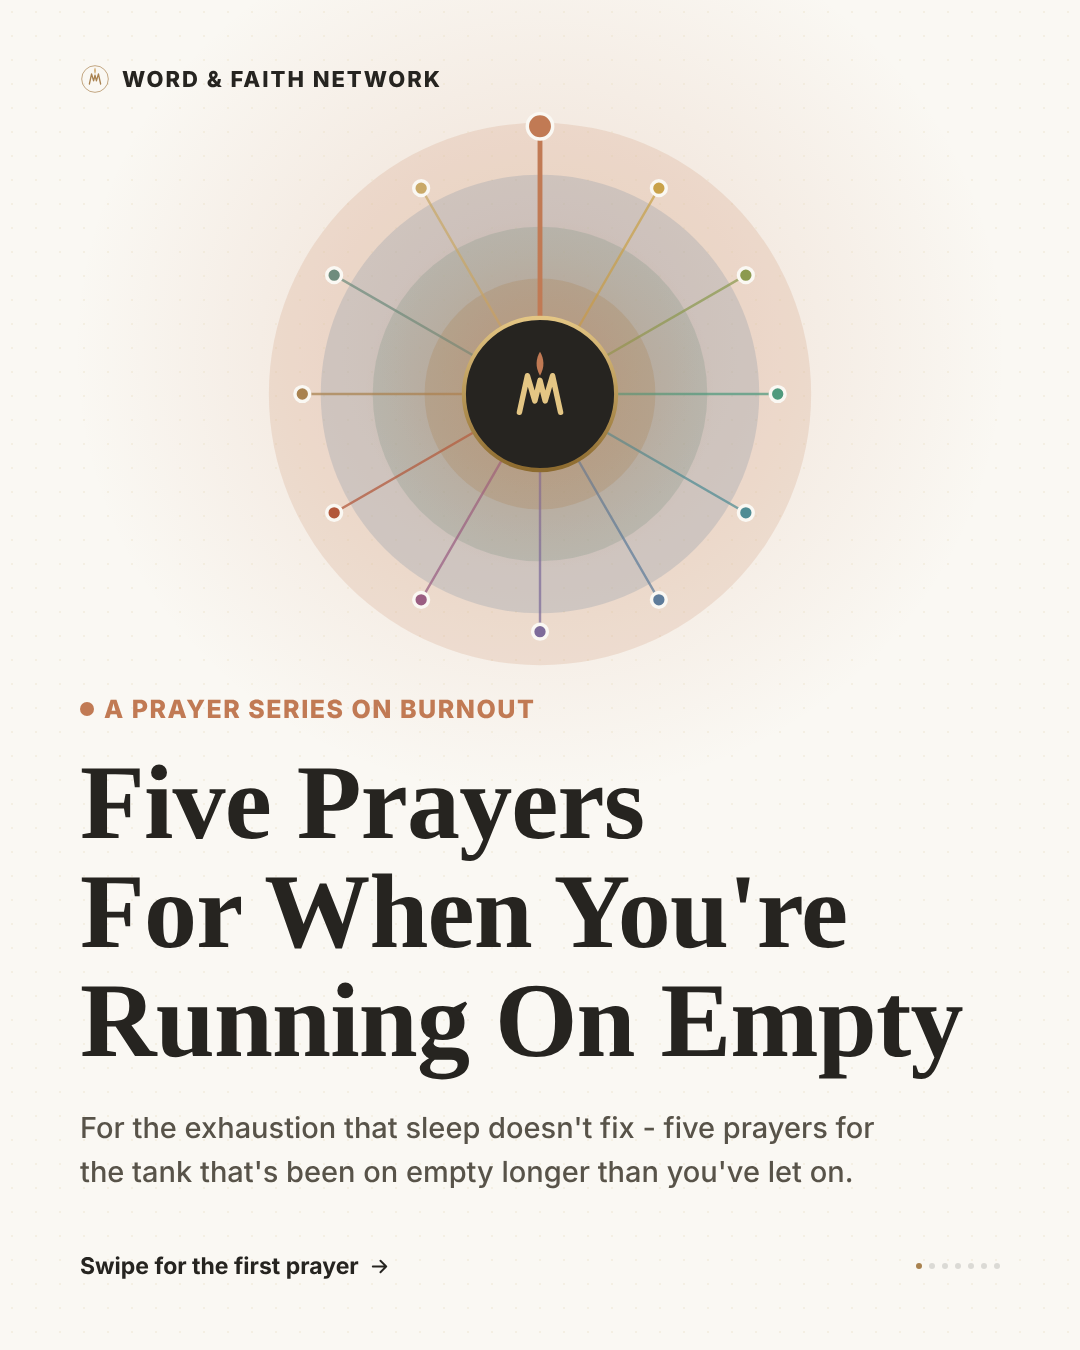 WORD & FAITH NETWORK
A PRAYER SERIES ON BURNOUT
Five Prayers
For When You're
Running On Empty
For the exhaustion that sleep doesn't fix - five prayers for
the tank that's been on empty longer than you've let on.
Swipe for the first prayer →